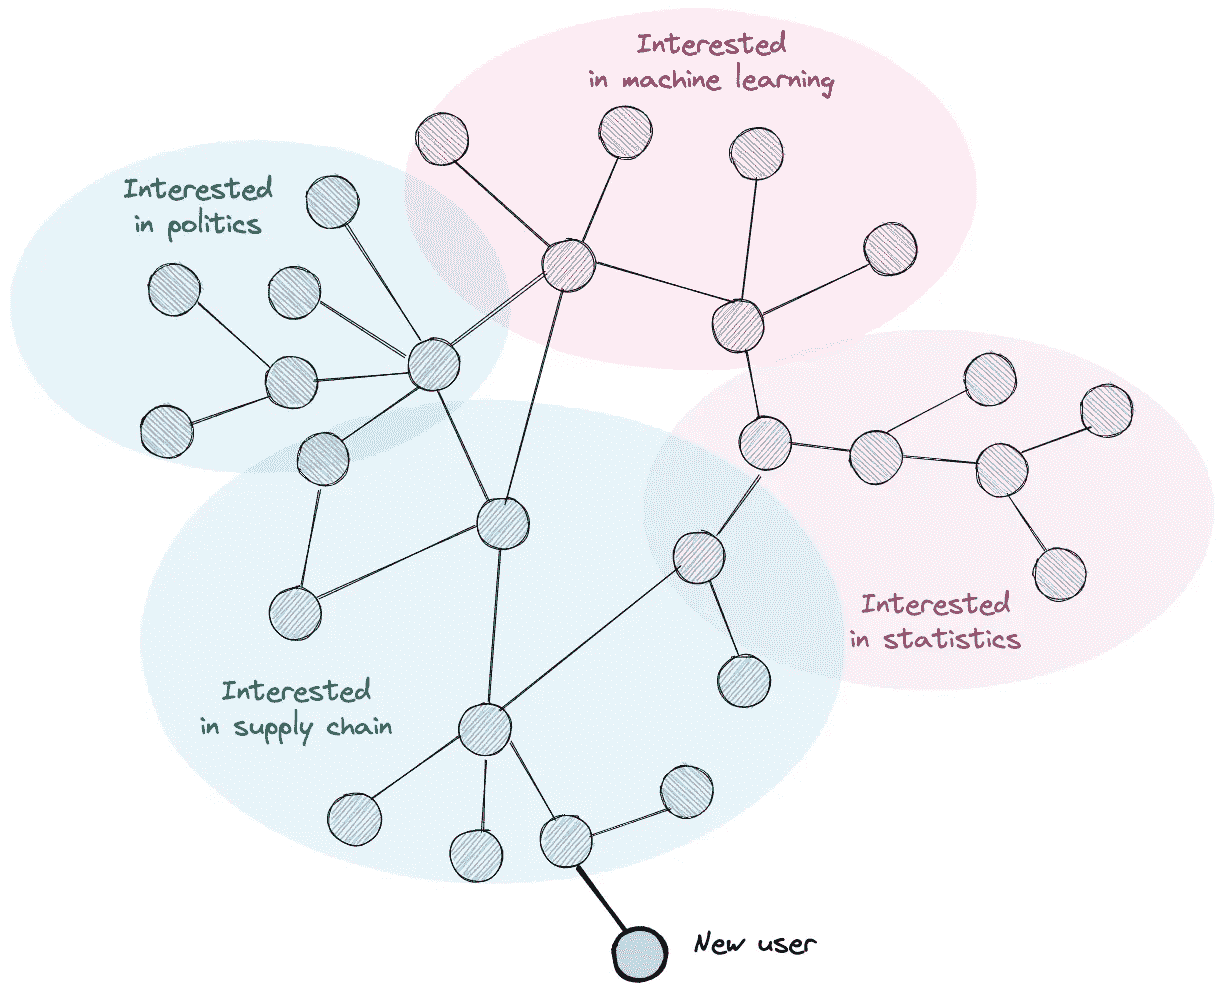 Interested
in machine learning
Interested
in politics
Interested
in statistics
Interested
in supply chain
New user